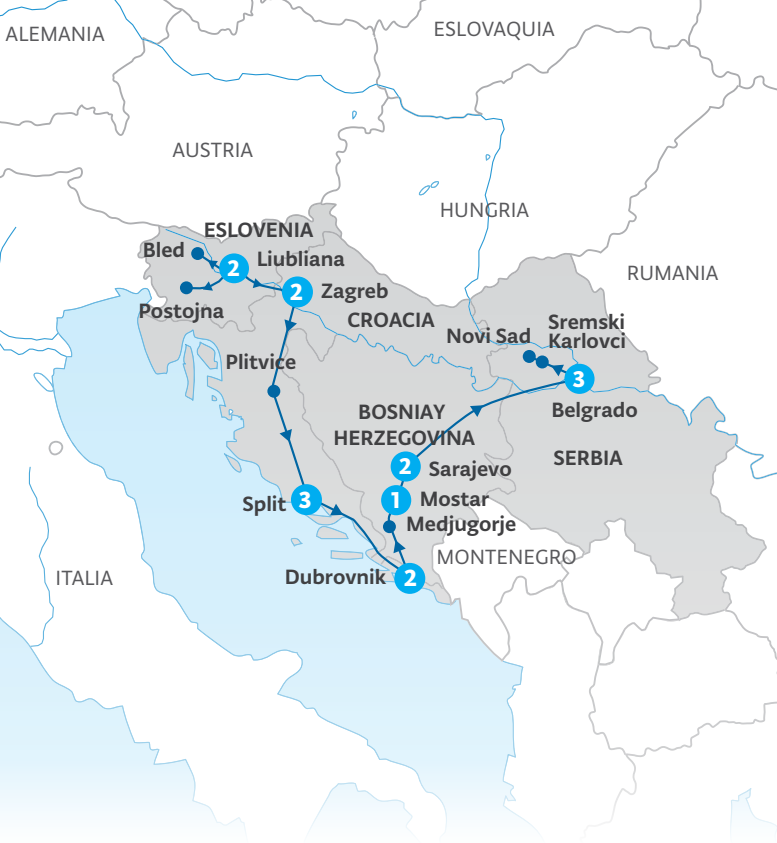 ESLOVAQUIA
ALEMANIA
AUSTRIA
HUNGRIA
ESLOVENIA
Bled
2
Liubliana
RUMANIA
2
Zagreb
Postojna
CROACIA
Sremski
Novi Sad
Karlovci
Plitvice
3
Belgrado
BOSNIAY
HERZEGOVINA
SERBIA
2
Sarajevo
Split
3
1
Mostar
Medjugorje
MONTENEGRO
ITALIA
Dubrovnik
2